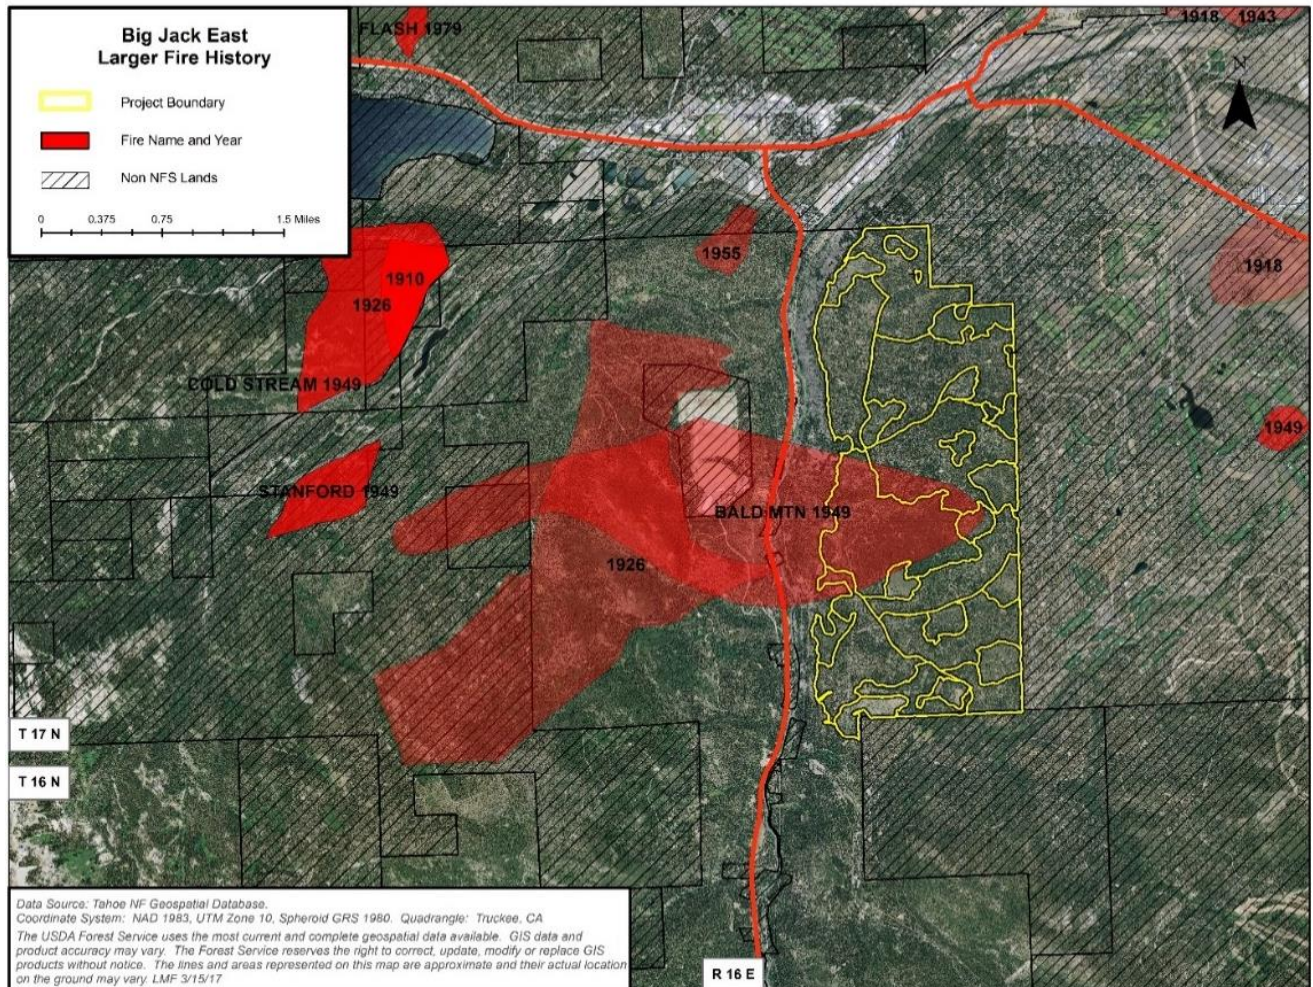 Big Jack East
Larger Fire History
Project Boundary
Fire Name and Year
Non NFS Lands
0 0.375 0.75 1.5 Miles
FLASH 1979
1918 1943
N
1955
1918
1910
1926
COLD STREAM 1949
1949
STANFORD 1949
BALD MTN 1949
1926
T 17 N
T 16 N
R 16 E
Data Source: Tahoe NF Geospatial Database.
Coordinate System: NAD 1983, UTM Zone 10, Spheroid GRS 1980. Quadrangle: Truckee, CA
The USDA Forest Service uses the most current and complete geospatial data available. GIS data and
product accuracy may vary. The Forest Service reserves the right to correct, update, modify or replace GIS
products without notice. The lines and areas represented on this map are approximate and their actual location
on the ground may vary. LMF 3/15/17